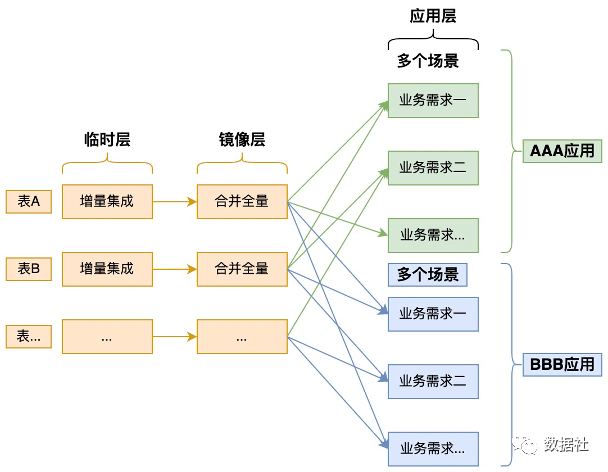 应用层
多个场景
业务需求一
临时层
镜像层
业务需求二
AAA应用
表A
增量集成
合并全量
业务需求...
表B
增量集成
合并全量
多个场景
业务需求一
表...
...
...
业务需求二
BBB应用
业务需求...
数据社